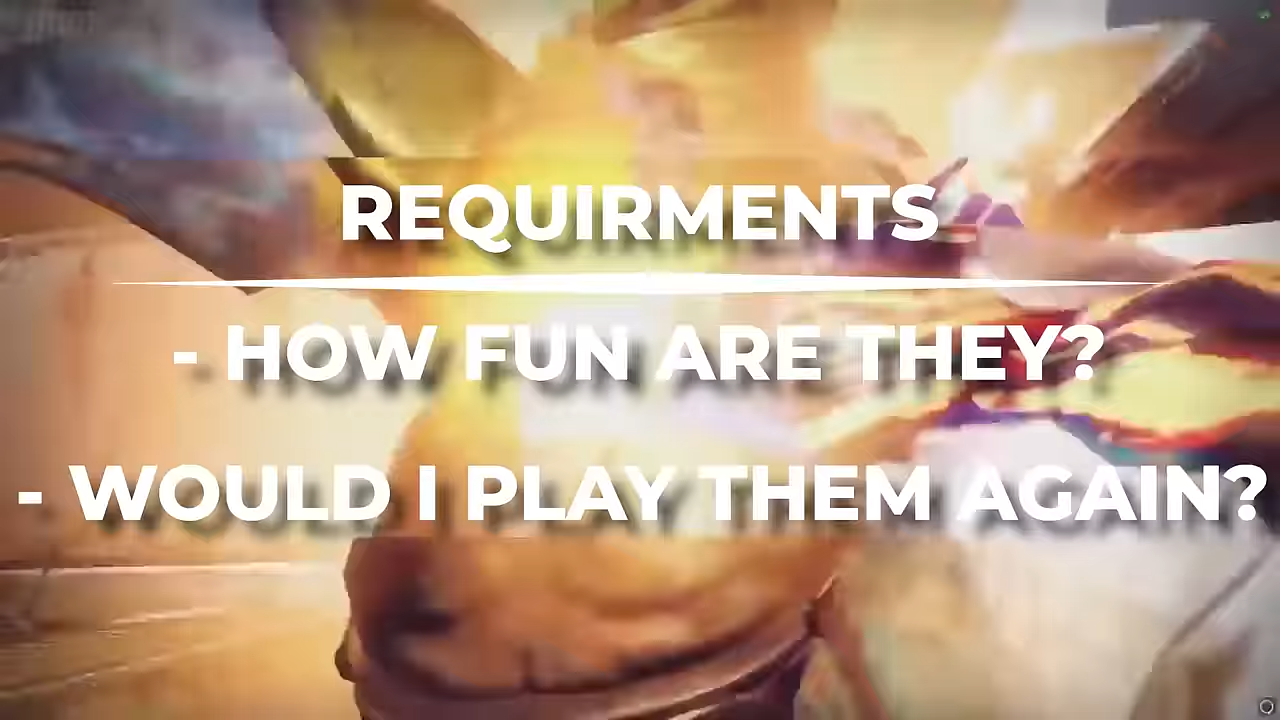 REQUIRMENTS
- HOW FUN ARE THEY?
- WOULD I PLAY THEM AGAIN?